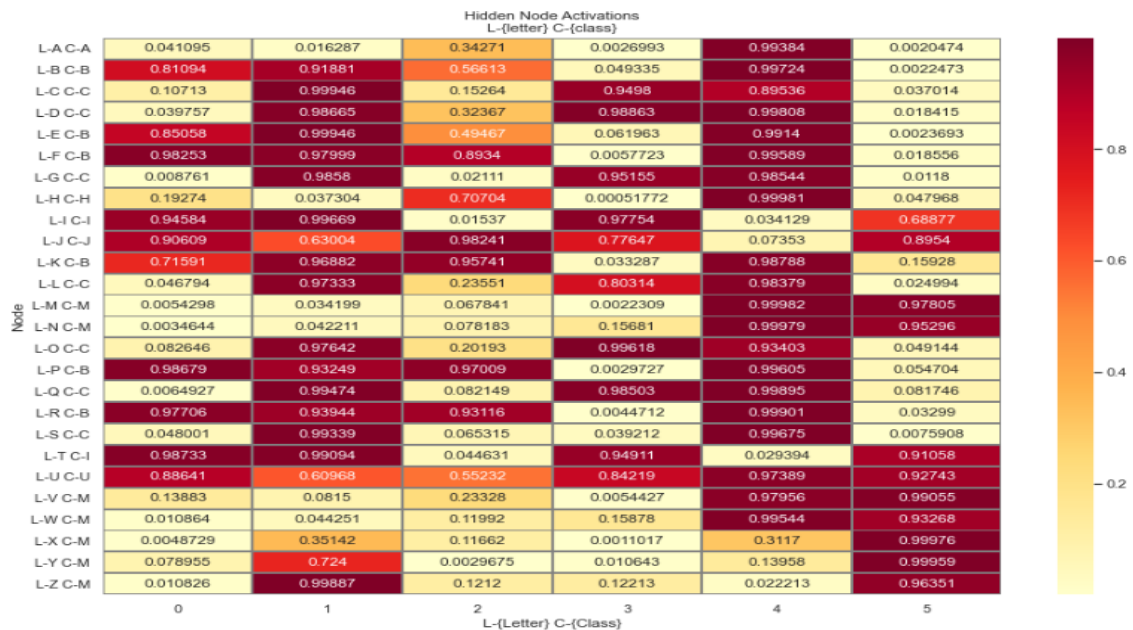 Hidden Node Activations
L-{letter} C-{class}
L-A C-A 0.041095 0.016287 0.34271 0.0026993 0.99384 0.0020474
L-B C-B 0.81094 0.91881 0.56613 0.049335 0.99724 0.0022473
L-C C-C 0.10713 0.99946 0.15264 0.9498 0.89536 0.037014
L-D C-C 0.039757 0.98665 0.32367 0.98863 0.99808 0.018415
L-E C-B 0.85058 0.99946 0.49467 0.061963 0.9914 0.0023693
L-F C-B 0.98253 0.97999 0.8934 0.0057723 0.99589 0.018556
L-G C-C 0.008761 0.9858 0.02111 0.95155 0.98544 0.0118
L-H C-H 0.19274 0.037304 0.70704 0.00051772 0.99981 0.047968
L-I C-I 0.94584 0.99669 0.01537 0.97754 0.034129 0.68877
L-J C-J 0.90609 0.63004 0.98241 0.77647 0.07353 0.8954
L-K C-B 0.71591 0.96882 0.95741 0.033287 0.98788 0.15928
L-L C-C 0.046794 0.97333 0.23551 0.80314 0.98379 0.024994
L-M C-M 0.0054298 0.034199 0.067841 0.0022309 0.99982 0.97805
L-N C-M 0.0034644 0.042211 0.078183 0.15681 0.99979 0.95296
L-O C-C 0.082646 0.97642 0.20193 0.99618 0.93403 0.049144
L-P C-B 0.98679 0.93249 0.97009 0.0029727 0.99605 0.054704
L-Q C-C 0.0064927 0.99474 0.082149 0.98503 0.99895 0.081746
L-R C-B 0.97706 0.93944 0.93116 0.0044712 0.99901 0.03299
L-S C-C 0.048001 0.99339 0.065315 0.039212 0.99675 0.0075908
L-T C-I 0.98733 0.99094 0.044631 0.94911 0.029394 0.91058
L-U C-U 0.88641 0.60968 0.55232 0.84219 0.97389 0.92743
L-V C-M 0.13883 0.0815 0.23328 0.0054427 0.97956 0.99055
L-W C-M 0.010864 0.044251 0.11992 0.15878 0.99544 0.93268
L-X C-M 0.0048729 0.35142 0.11662 0.0011017 0.3117 0.99976
L-Y C-M 0.078955 0.724 0.0029675 0.010643 0.13958 0.99959
L-Z C-M 0.010826 0.99887 0.1212 0.12213 0.022213 0.96351
0 1 2 3 4 5
L-{Letter} C-{Class}
Node
0.8
0.6
0.4
0.2